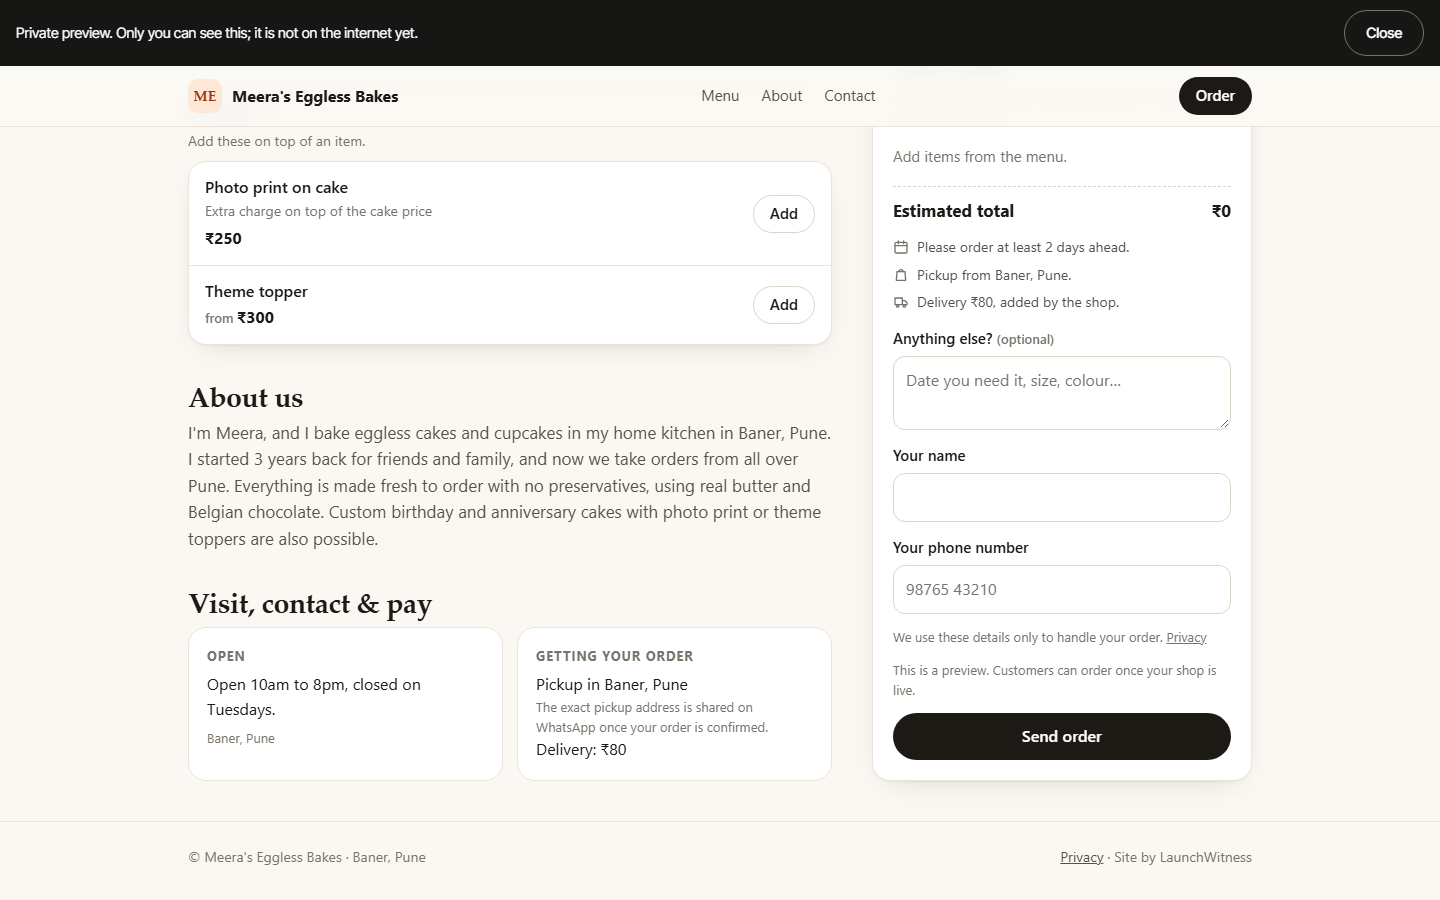 Private preview. Only you can see this; it is not on the internet yet.
Close
ME
Meera's Eggless Bakes
Menu
About
Contact
Order
Add these on top of an item.
Photo print on cake
Extra charge on top of the cake price
₹250
Add
Theme topper
from ₹300
Add
About us
I'm Meera, and I bake eggless cakes and cupcakes in my home kitchen in Baner, Pune.
I started 3 years back for friends and family, and now we take orders from all over
Pune. Everything is made fresh to order with no preservatives, using real butter and
Belgian chocolate. Custom birthday and anniversary cakes with photo print or theme
toppers are also possible.
Visit, contact & pay
OPEN
Open 10am to 8pm, closed on
Tuesdays.
Baner, Pune
GETTING YOUR ORDER
Pickup in Baner, Pune
The exact pickup address is shared on
WhatsApp once your order is confirmed.
Delivery: ₹80
Add items from the menu.
Estimated total ₹0
Please order at least 2 days ahead.
Pickup from Baner, Pune.
Delivery ₹80, added by the shop.
Anything else? (optional)
Date you need it, size, colour...
Your name
Your phone number
98765 43210
We use these details only to handle your order. Privacy
This is a preview. Customers can order once your shop is
live.
Send order
© Meera's Eggless Bakes · Baner, Pune
Privacy · Site by LaunchWitness